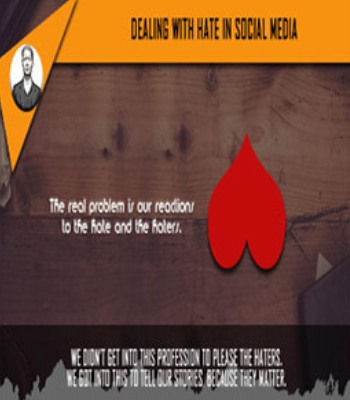 DEALING WITH HATE IN SOCIAL MEDIA
The real problem is our reactions
to the hate and the haters.
WE DIDN'T GET INTO THIS PROFESSION TO PLEASE THE HATERS.
WE GOT INTO THIS TO TELL OUR STORIES. BECAUSE THEY MATTER.